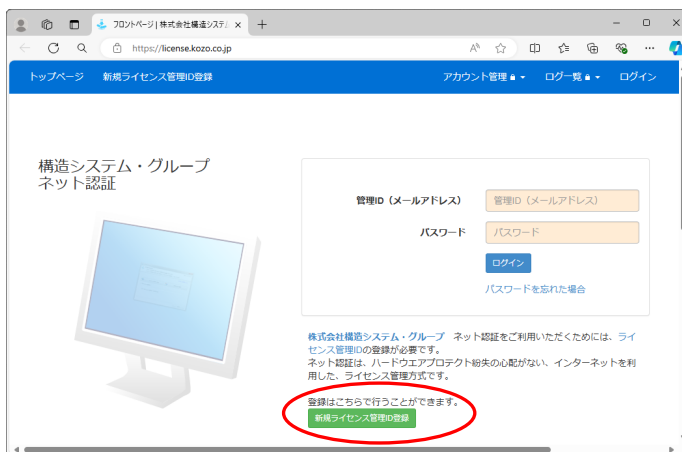 フロントページ | 株式会社構造システム
https://license.kozo.co.jp
トップページ 新規ライセンス管理ID登録 アカウント管理 ログ一覧 ログイン
構造システム・グループ
ネット認証
管理ID（メールアドレス） 管理ID（メールアドレス）
パスワード パスワード
ログイン
パスワードを忘れた場合
株式会社構造システム・グループ ネット認証をご利用いただくためには、ライ
センス管理IDの登録が必要です。
ネット認証は、ハードウエアプロテクト紛失の心配がない、インターネットを利
用した、ライセンス管理方式です。
登録はこちらで行うことができます。
新規ライセンス管理ID登録